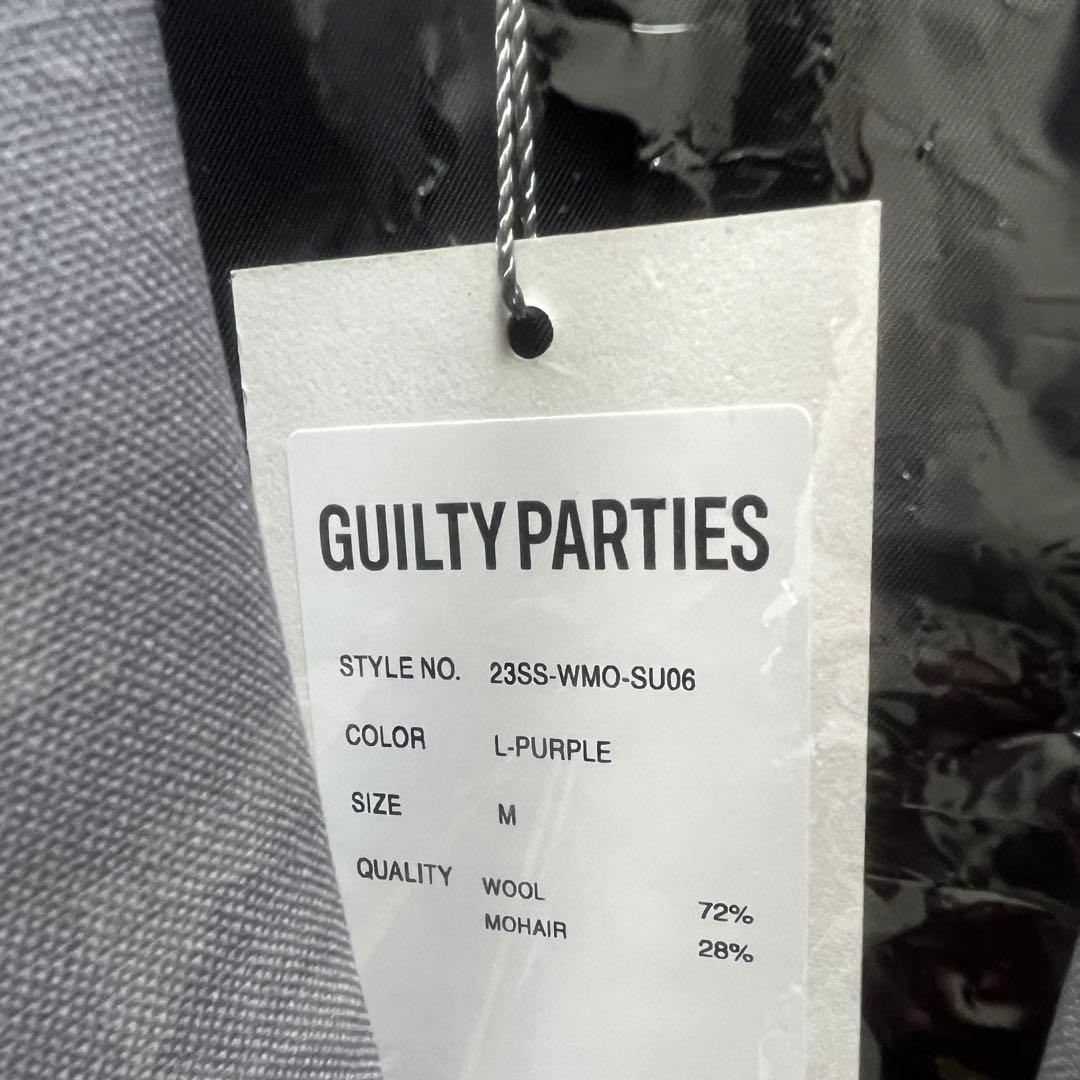 GUILTY PARTIES
STYLE NO. 23SS-WMO-SU06
COLOR L-PURPLE
SIZE M
QUALITY WOOL 72%
MOHAIR 28%